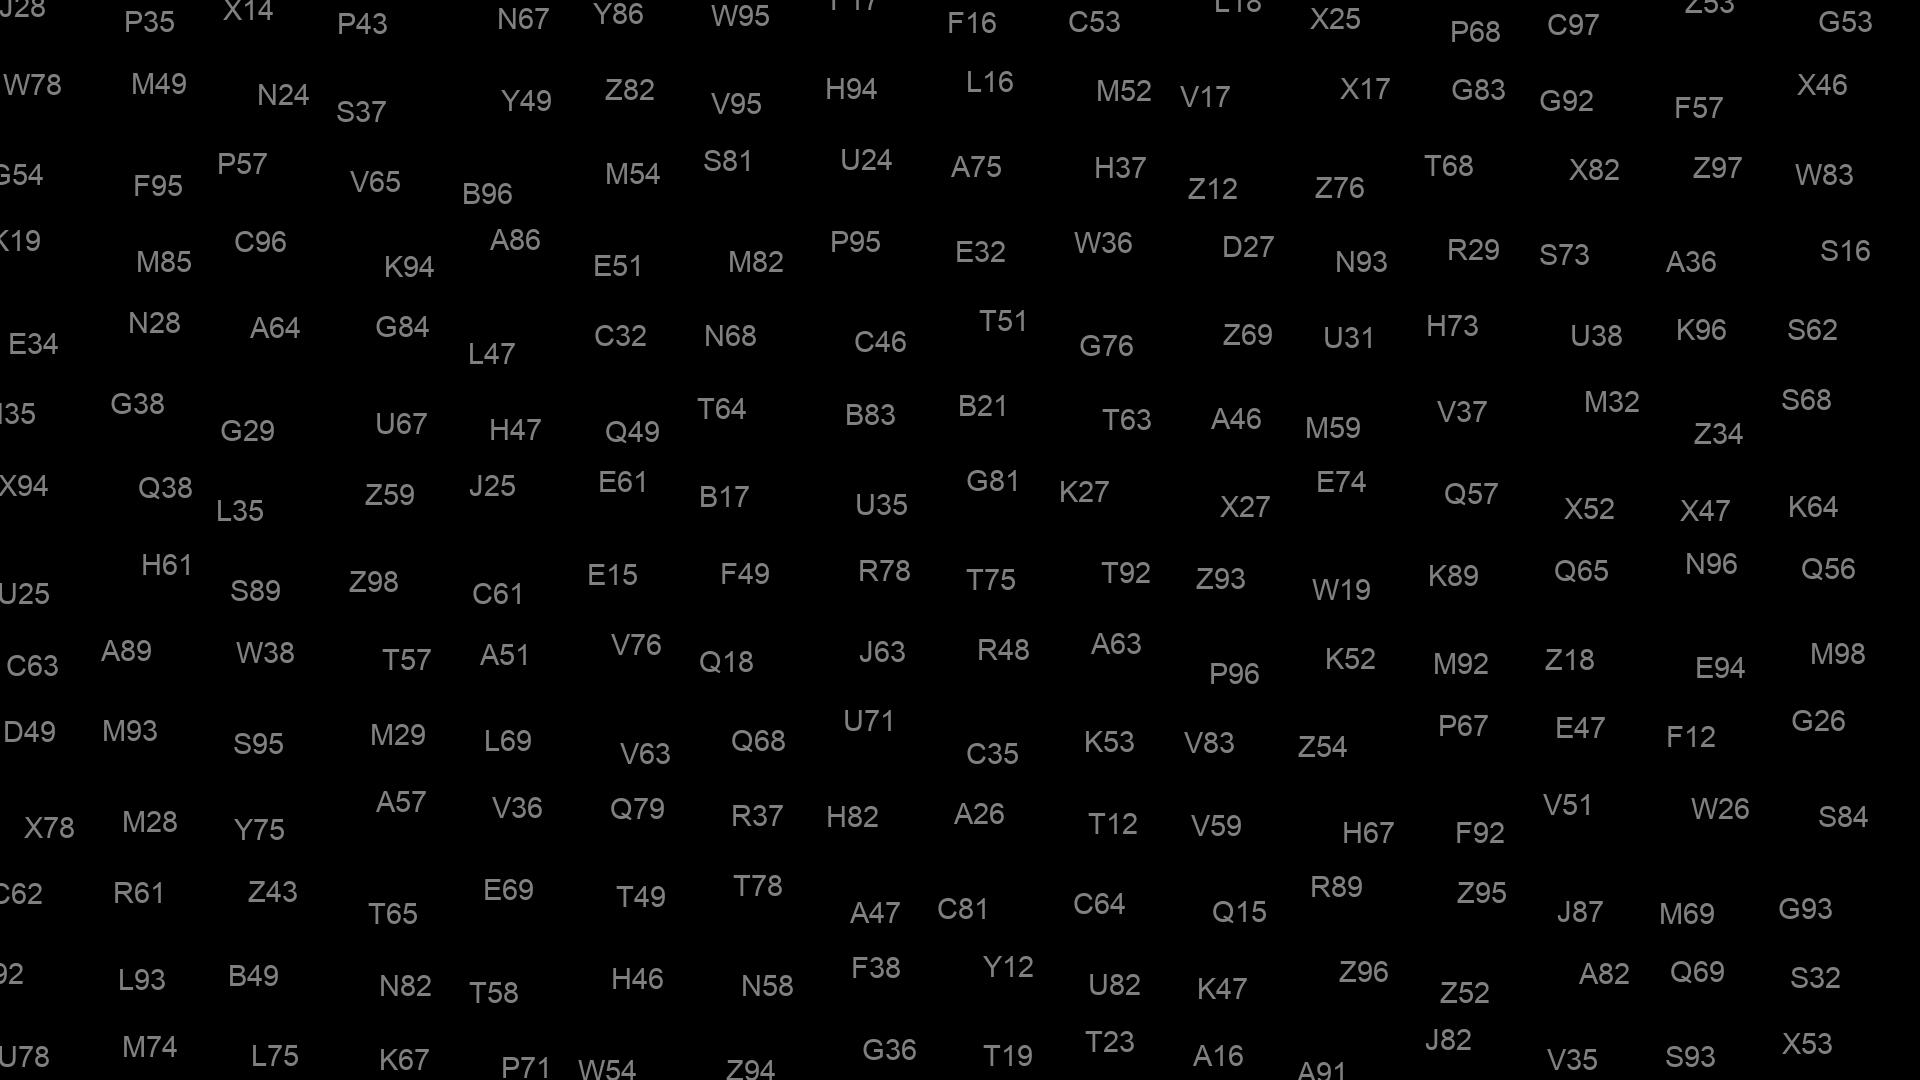 J28 P35 X14 P43 N67 Y86 W95 F16 C53 L18 X25 P68 C97 Z53 G53
W78 M49 N24 S37 Y49 Z82 V95 H94 L16 M52 V17 X17 G83 G92 F57 X46
G54 F95 P57 V65 B96 M54 S81 U24 A75 H37 Z12 Z76 T68 X82 Z97 W83
K19 M85 C96 K94 A86 E51 M82 P95 E32 W36 D27 N93 R29 S73 A36 S16
E34 N28 A64 G84 L47 C32 N68 C46 T51 G76 Z69 U31 H73 U38 K96 S62
G38 G29 U67 H47 Q49 T64 B83 B21 T63 A46 M59 V37 M32 Z34 S68
X94 Q38 L35 Z59 J25 E61 B17 U35 G81 K27 X27 E74 Q57 X52 X47 K64
U25 H61 S89 Z98 C61 E15 F49 R78 T75 T92 Z93 W19 K89 Q65 N96 Q56
C63 A89 W38 T57 A51 V76 Q18 J63 R48 A63 P96 K52 M92 Z18 E94 M98
D49 M93 S95 M29 L69 V63 Q68 U71 C35 K53 V83 Z54 P67 E47 F12 G26
X78 M28 Y75 A57 V36 Q79 R37 H82 A26 T12 V59 H67 F92 V51 W26 S84
C62 R61 Z43 T65 E69 T49 T78 A47 C81 C64 Q15 R89 Z95 J87 M69 G93
92 L93 B49 N82 T58 H46 N58 F38 Y12 U82 K47 Z96 Z52 A82 Q69 S32
U78 M74 L75 K67 P71 W54 Z94 G36 T19 T23 A16 A91 J82 V35 S93 X53